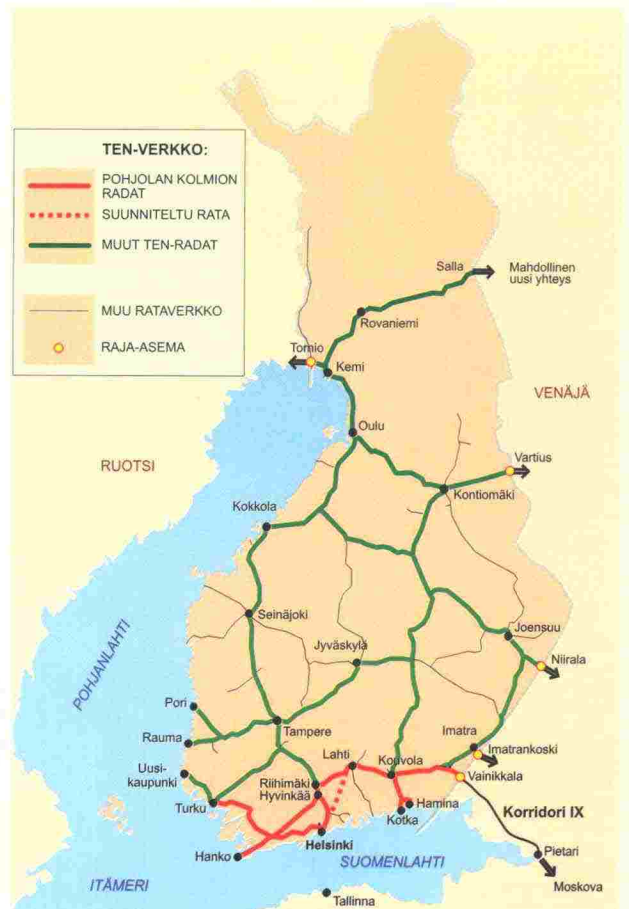 TEN-VERKKO:
POHJOLAN KOLMION
RADAT
SUUNNITELTU RATA
MUUT TEN-RADAT
MUU RATAVERKKO
RAJA-ASEMA
Salla
Mahdollinen
uusi yhteys
Rovaniemi
Tornio
Kemi
VENÄJÄ
Oulu
RUOTSI
Vartius
Kontiomäki
Kokkola
Seinäjoki
Joensuu
Jyväskylä
Niirala
POHJANLAHTI
Pori
Tampere
Imatra
Rauma
Imatrankoski
Lahti
Kouvola
Vainikkala
Uusi-
kaupunki
Riihimäki
Hyvinkää
Turku
Hamina
Kotka
Korridori IX
Helsinki
Hanko
SUOMENLAHTI
Pietari
ITÄMERI
Moskova
Tallinna